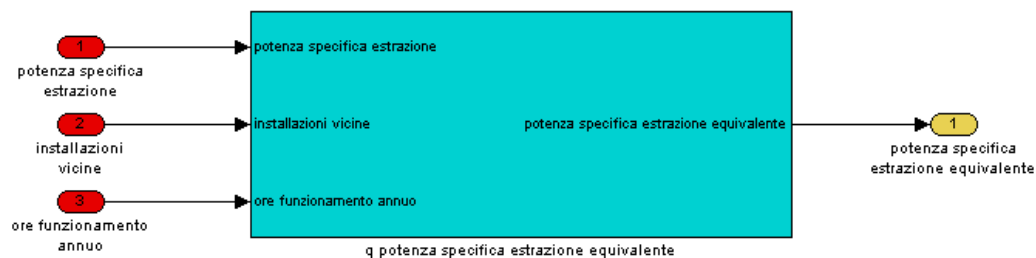 1
potenza specifica estrazione
potenza specifica
estrazione
2
installazioni vicine
potenza specifica estrazione equivalente
1
installazioni
vicine
potenza specifica
estrazione equivalente
3
ore funzionamento annuo
ore funzionamento
annuo
q potenza specifica estrazione equivalente